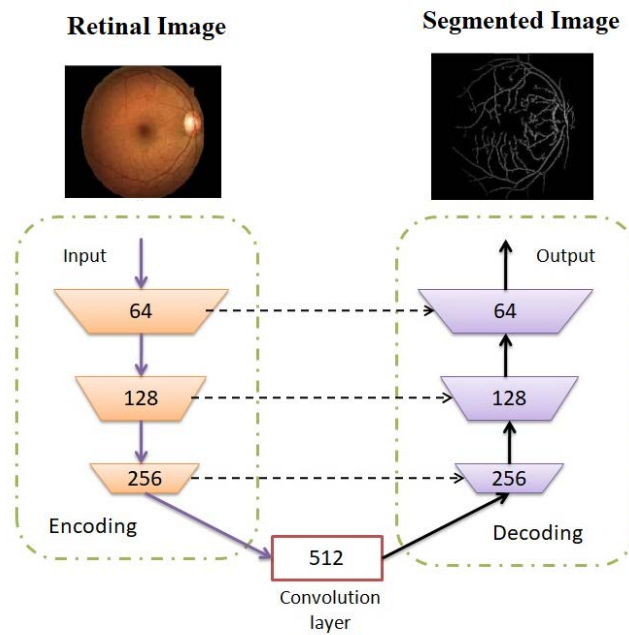 Retinal Image
Segmented Image
Input
Output
64
64
128
128
256
256
Encoding
Decoding
512
Convolution
layer